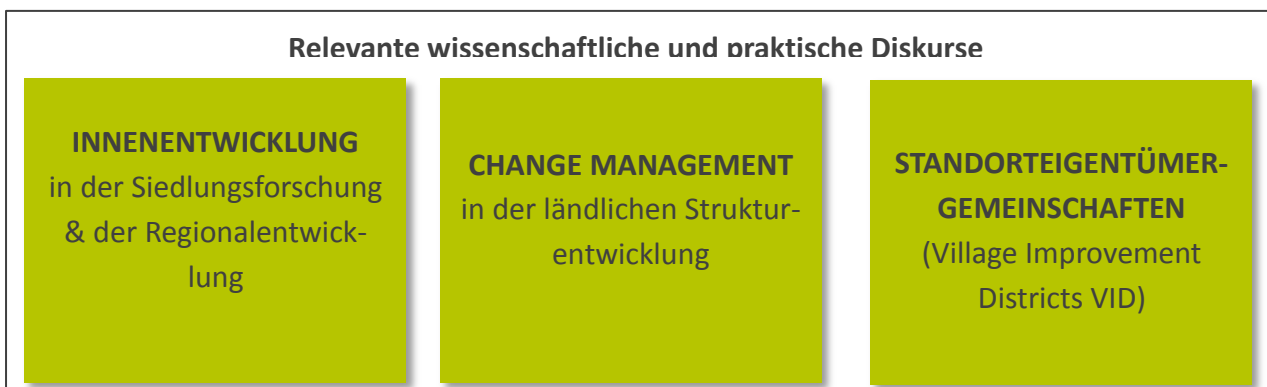 Relevante wissenschaftliche und praktische Diskurse
INNENENTWICKLUNG
in der Siedlungsforschung
& der Regionalentwick-
lung
CHANGE MANAGEMENT
in der ländlichen Struktur-
entwicklung
STANDORTEIGENTÜMER-
GEMEINSCHAFTEN
(Village Improvement
Districts VID)